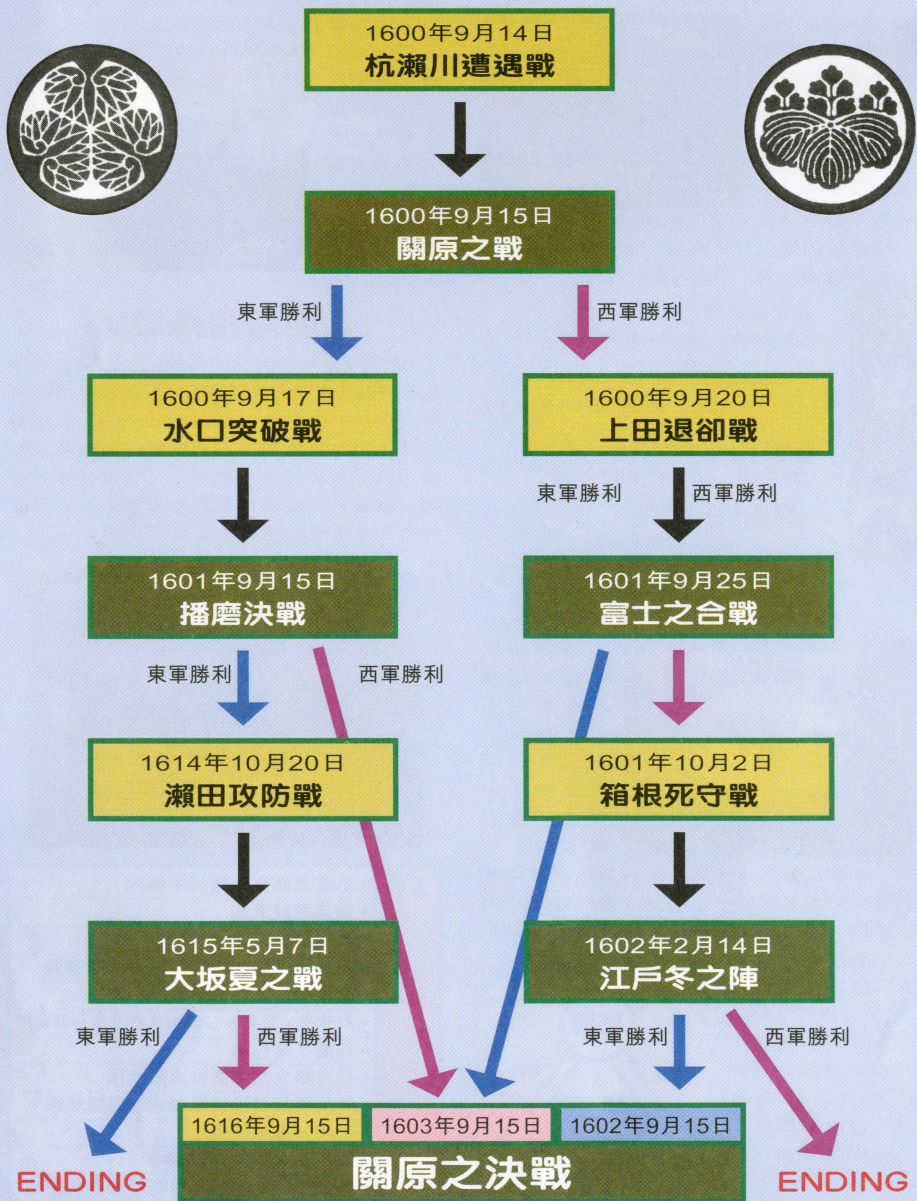 1600年9月14日
杭瀨川遭遇戰
1600年9月15日
關原之戰
東軍勝利
西軍勝利
1600年9月17日
水口突破戰
1600年9月20日
上田退卻戰
東軍勝利
西軍勝利
1601年9月15日
播磨決戰
1601年9月25日
富士之合戰
東軍勝利
西軍勝利
1614年10月20日
瀨田攻防戰
1601年10月2日
箱根死守戰
1615年5月7日
大坂夏之戰
1602年2月14日
江戶冬之陣
東軍勝利
西軍勝利
東軍勝利
西軍勝利
1616年9月15日
1603年9月15日
1602年9月15日
關原之決戰
ENDING
ENDING